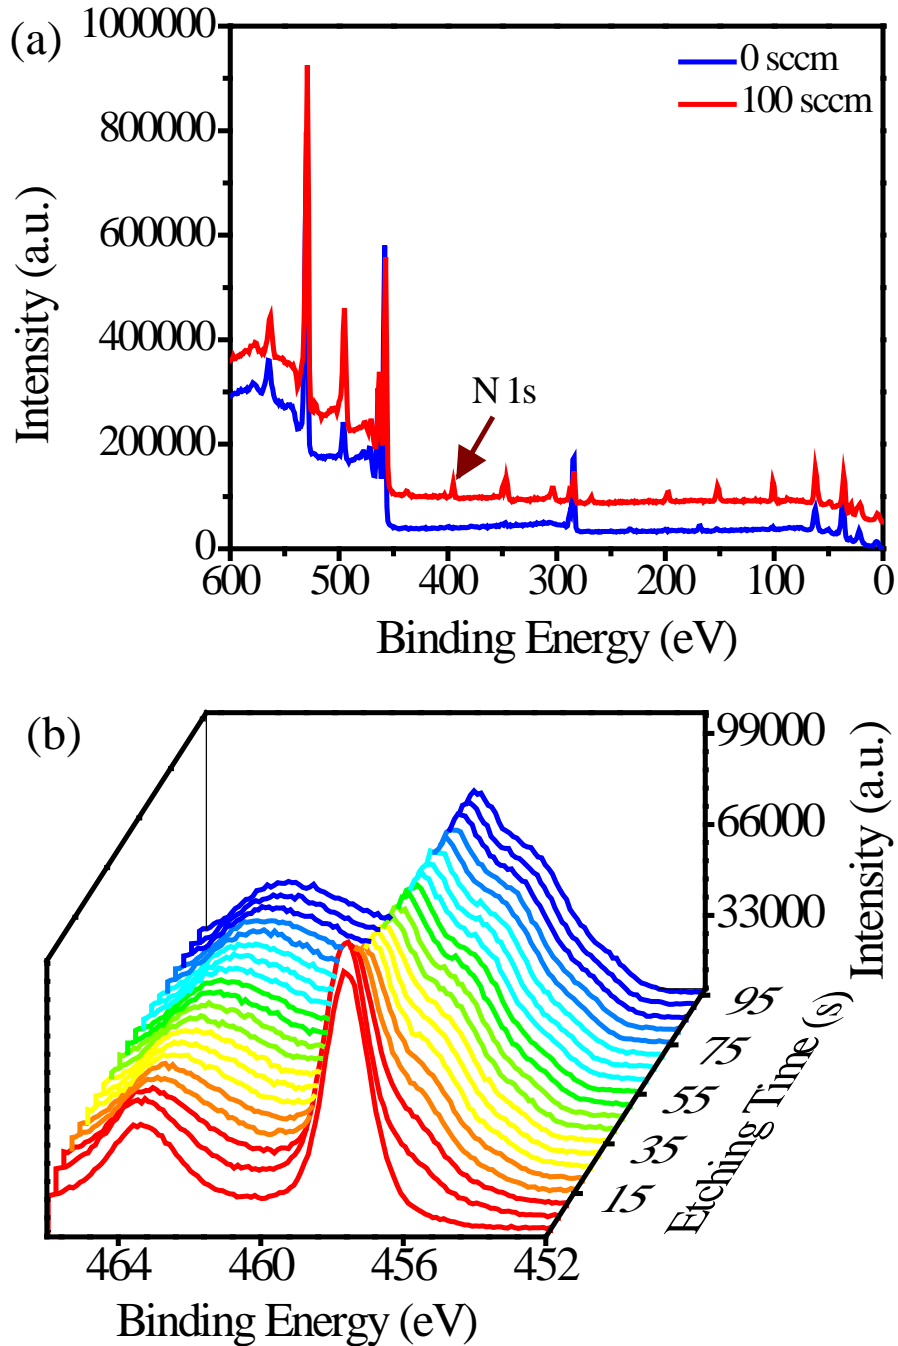 (a)
1000000
800000
600000
400000
200000
0
Intensity (a.u.)
0 sccm
100 sccm
N 1s
600 500 400 300 200 100 0
Binding Energy (eV)
(b)
99000
66000
33000
Intensity (a.u.)
95
75
55
35
15
Etching Time (s)
464 460 456 452
Binding Energy (eV)